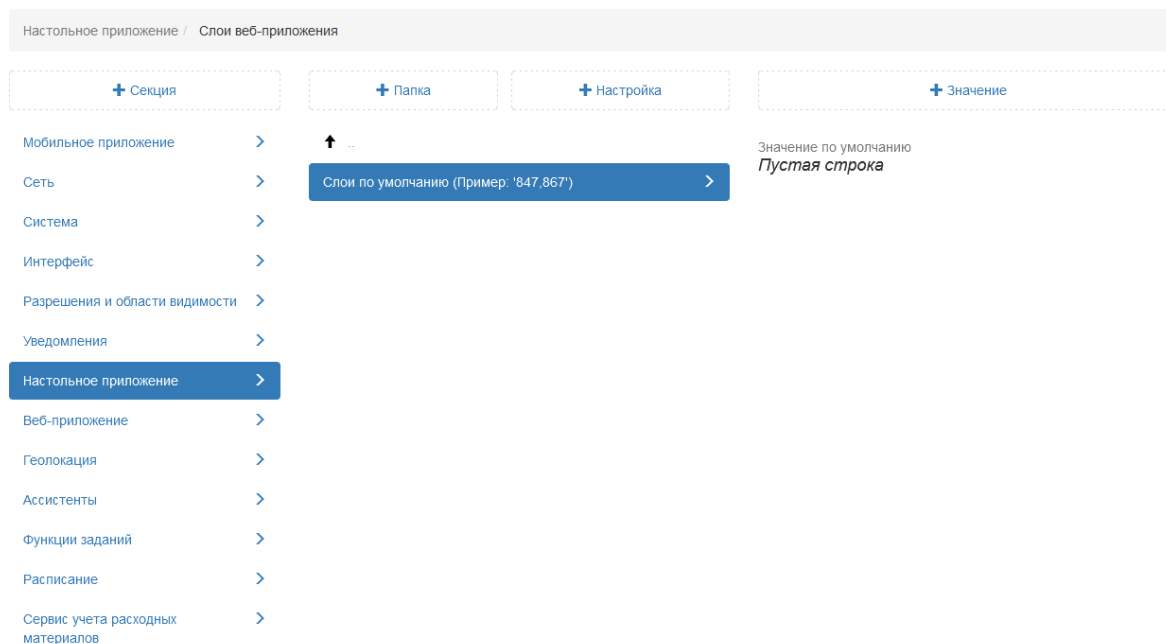 Настольное приложение / Слои веб-приложения
+ Секция
+ Папка
+ Настройка
+ Значение
Мобильное приложение
Сеть
Система
Интерфейс
Разрешения и области видимости
Уведомления
Настольное приложение
Веб-приложение
Геолокация
Ассистенты
Функции заданий
Расписание
Сервис учета расходных
материалов
..
Слои по умолчанию (Пример: '847,867')
Значение по умолчанию
Пустая строка